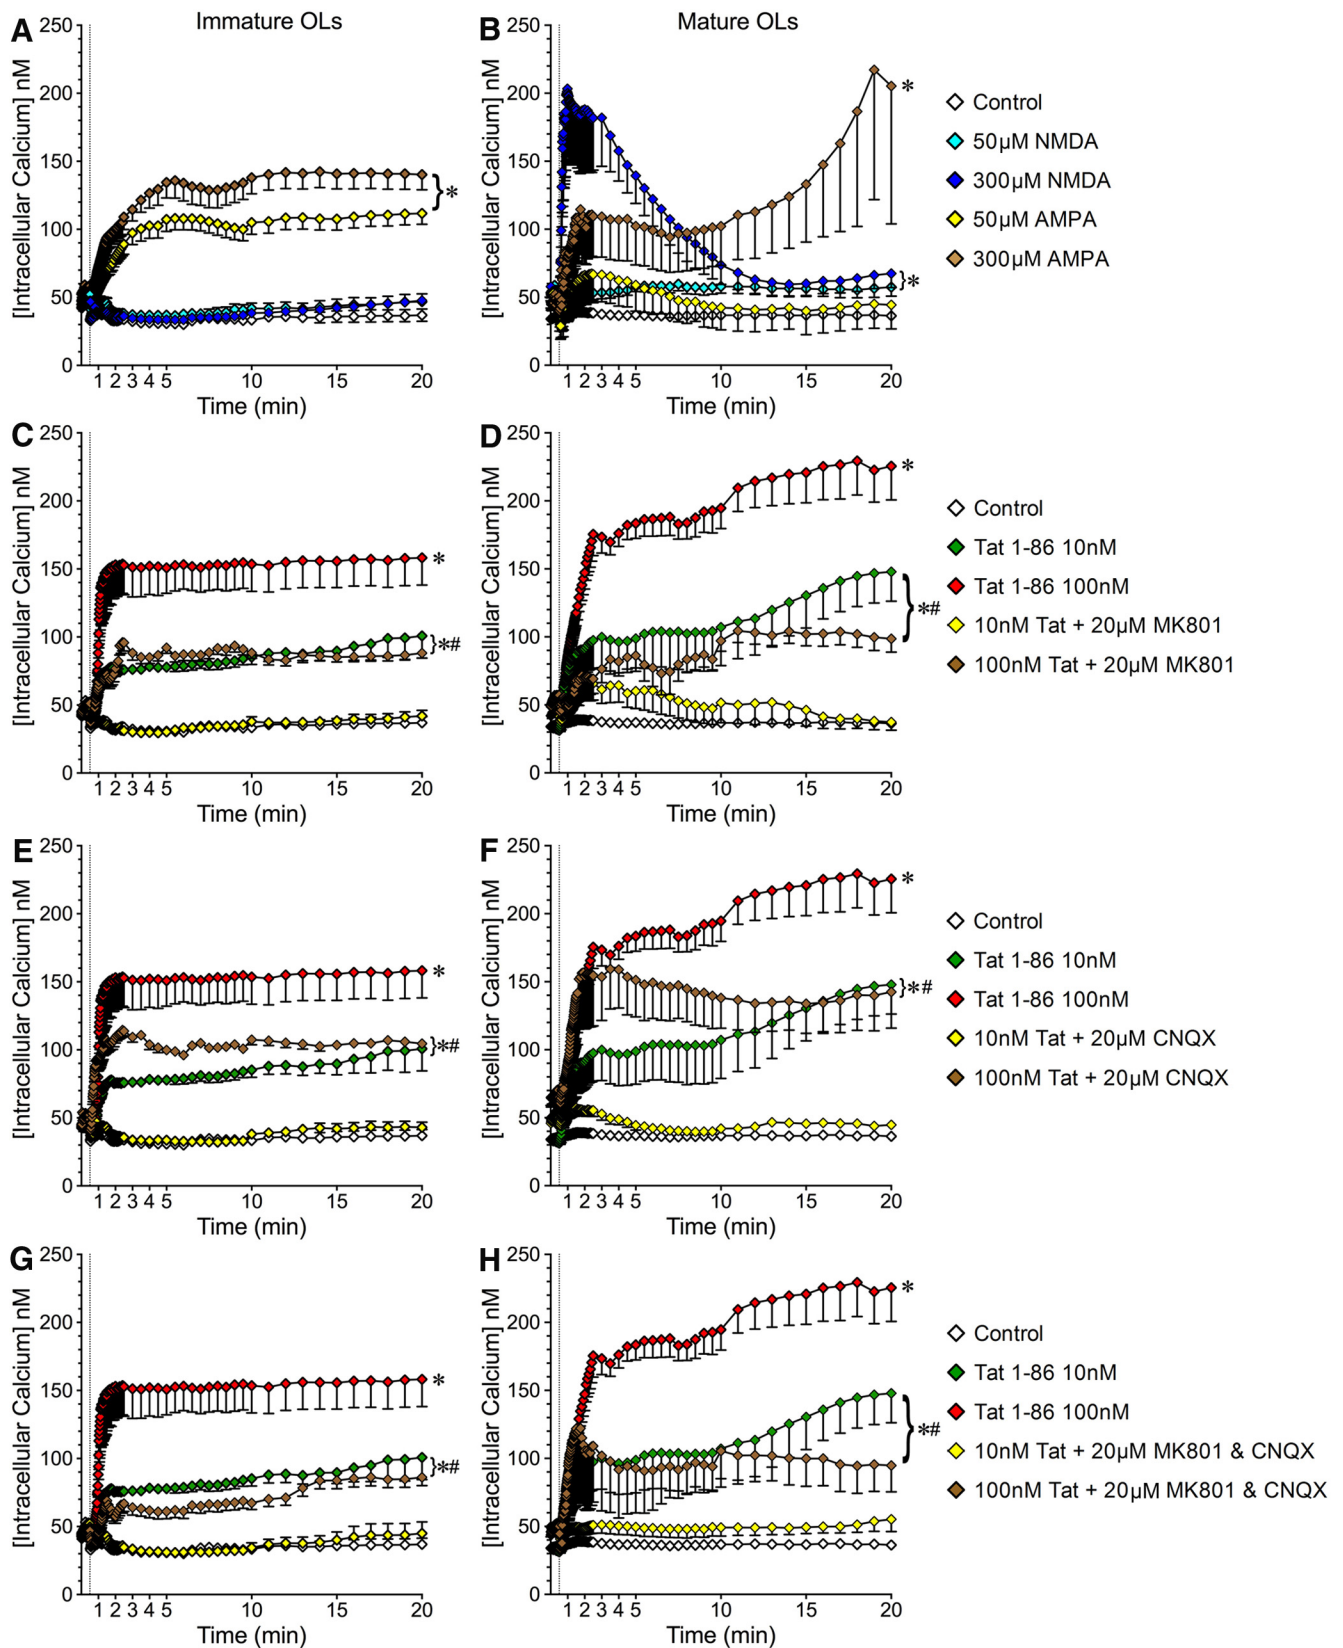 A
Immature OLs
[Intracellular Calcium] nM
250
200
150
100
50
0
*
1 2 3 4 5 10 15 20
Time (min)
B
Mature OLs
[Intracellular Calcium] nM
250
200
150
100
50
0
*
*
1 2 3 4 5 10 15 20
Time (min)
Control
50µM NMDA
300µM NMDA
50µM AMPA
300µM AMPA
C
[Intracellular Calcium] nM
250
200
150
100
50
0
*
*#
1 2 3 4 5 10 15 20
Time (min)
D
[Intracellular Calcium] nM
250
200
150
100
50
0
*
*#
1 2 3 4 5 10 15 20
Time (min)
Control
Tat 1-86 10nM
Tat 1-86 100nM
10nM Tat + 20µM MK801
100nM Tat + 20µM MK801
E
[Intracellular Calcium] nM
250
200
150
100
50
0
*
*#
1 2 3 4 5 10 15 20
Time (min)
F
[Intracellular Calcium] nM
250
200
150
100
50
0
*
*#
1 2 3 4 5 10 15 20
Time (min)
Control
Tat 1-86 10nM
Tat 1-86 100nM
10nM Tat + 20µM CNQX
100nM Tat + 20µM CNQX
G
[Intracellular Calcium] nM
250
200
150
100
50
0
*
*#
1 2 3 4 5 10 15 20
Time (min)
H
[Intracellular Calcium] nM
250
200
150
100
50
0
*
*#
1 2 3 4 5 10 15 20
Time (min)
Control
Tat 1-86 10nM
Tat 1-86 100nM
10nM Tat + 20µM MK801 & CNQX
100nM Tat + 20µM MK801 & CNQX